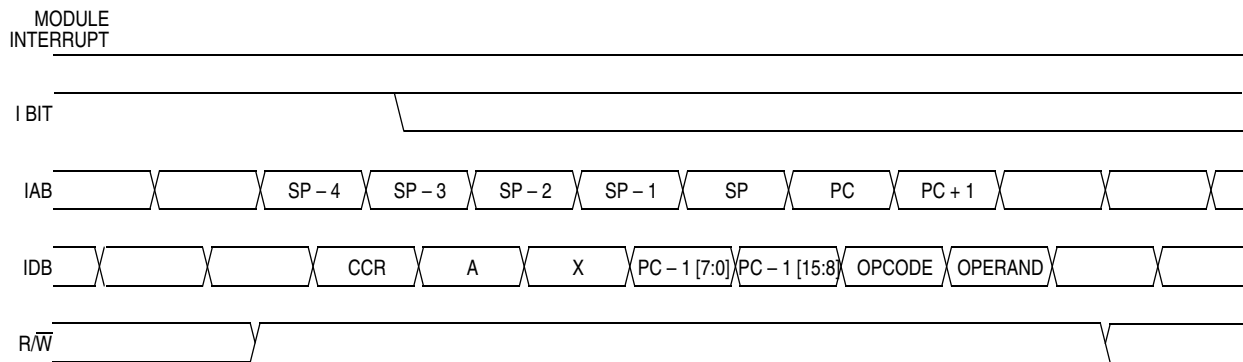 MODULE
INTERRUPT
I BIT
IAB SP – 4 SP – 3 SP – 2 SP – 1 SP PC PC + 1
IDB CCR A X PC – 1 [7:0] PC – 1 [15:8] OPCODE OPERAND
R/W̅